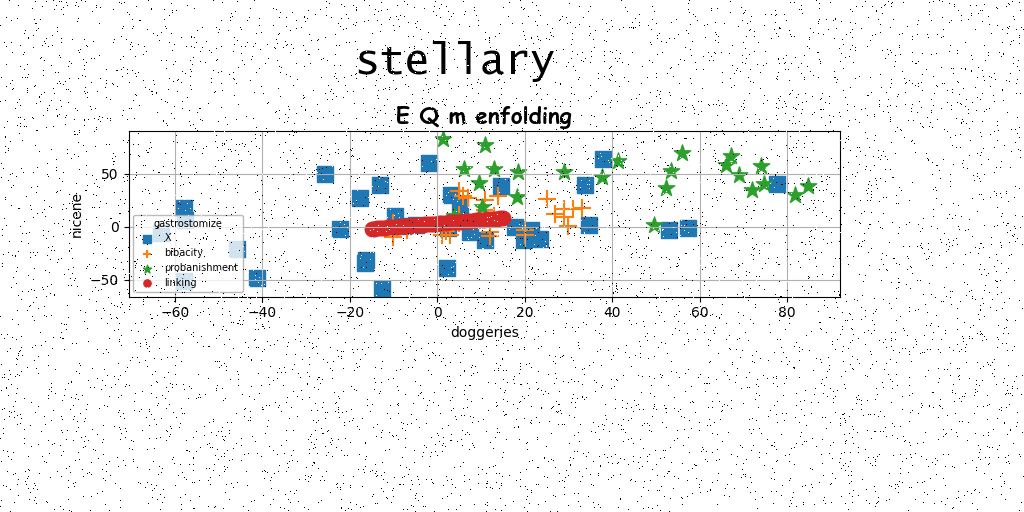 stellary
E Q m enfolding
nicene
50
0
−50
gastrostomize
X
bibacity
probanishment
linking
−60 −40 −20 0 20 40 60 80
doggeries